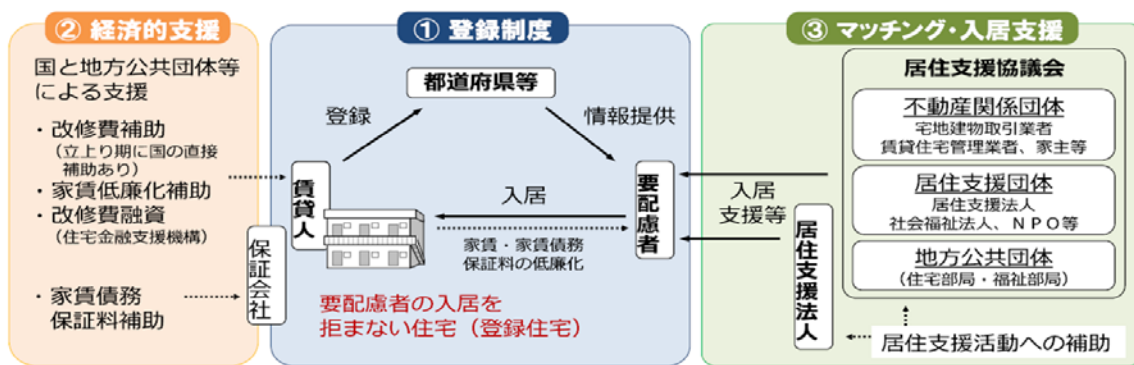 ② 経済的支援
国と地方公共団体等
による支援
・改修費補助
(立上り期に国の直接
補助あり)
・家賃低廉化補助
・改修費融資
(住宅金融支援機構)
・家賃債務
保証料補助
① 登録制度
都道府県等
登録
情報提供
賃貸人
保証会社
入居
家賃・家賃債務
保証料の低廉化
要配慮者
要配慮者の入居を
拒まない住宅（登録住宅）
③ マッチング・入居支援
居住支援協議会
不動産関係団体
宅地建物取引業者
賃貸住宅管理業者、家主等
居住支援団体
居住支援法人
社会福祉法人、ＮＰＯ等
地方公共団体
(住宅部局・福祉部局)
入居
支援等
居住支援法人
居住支援活動への補助